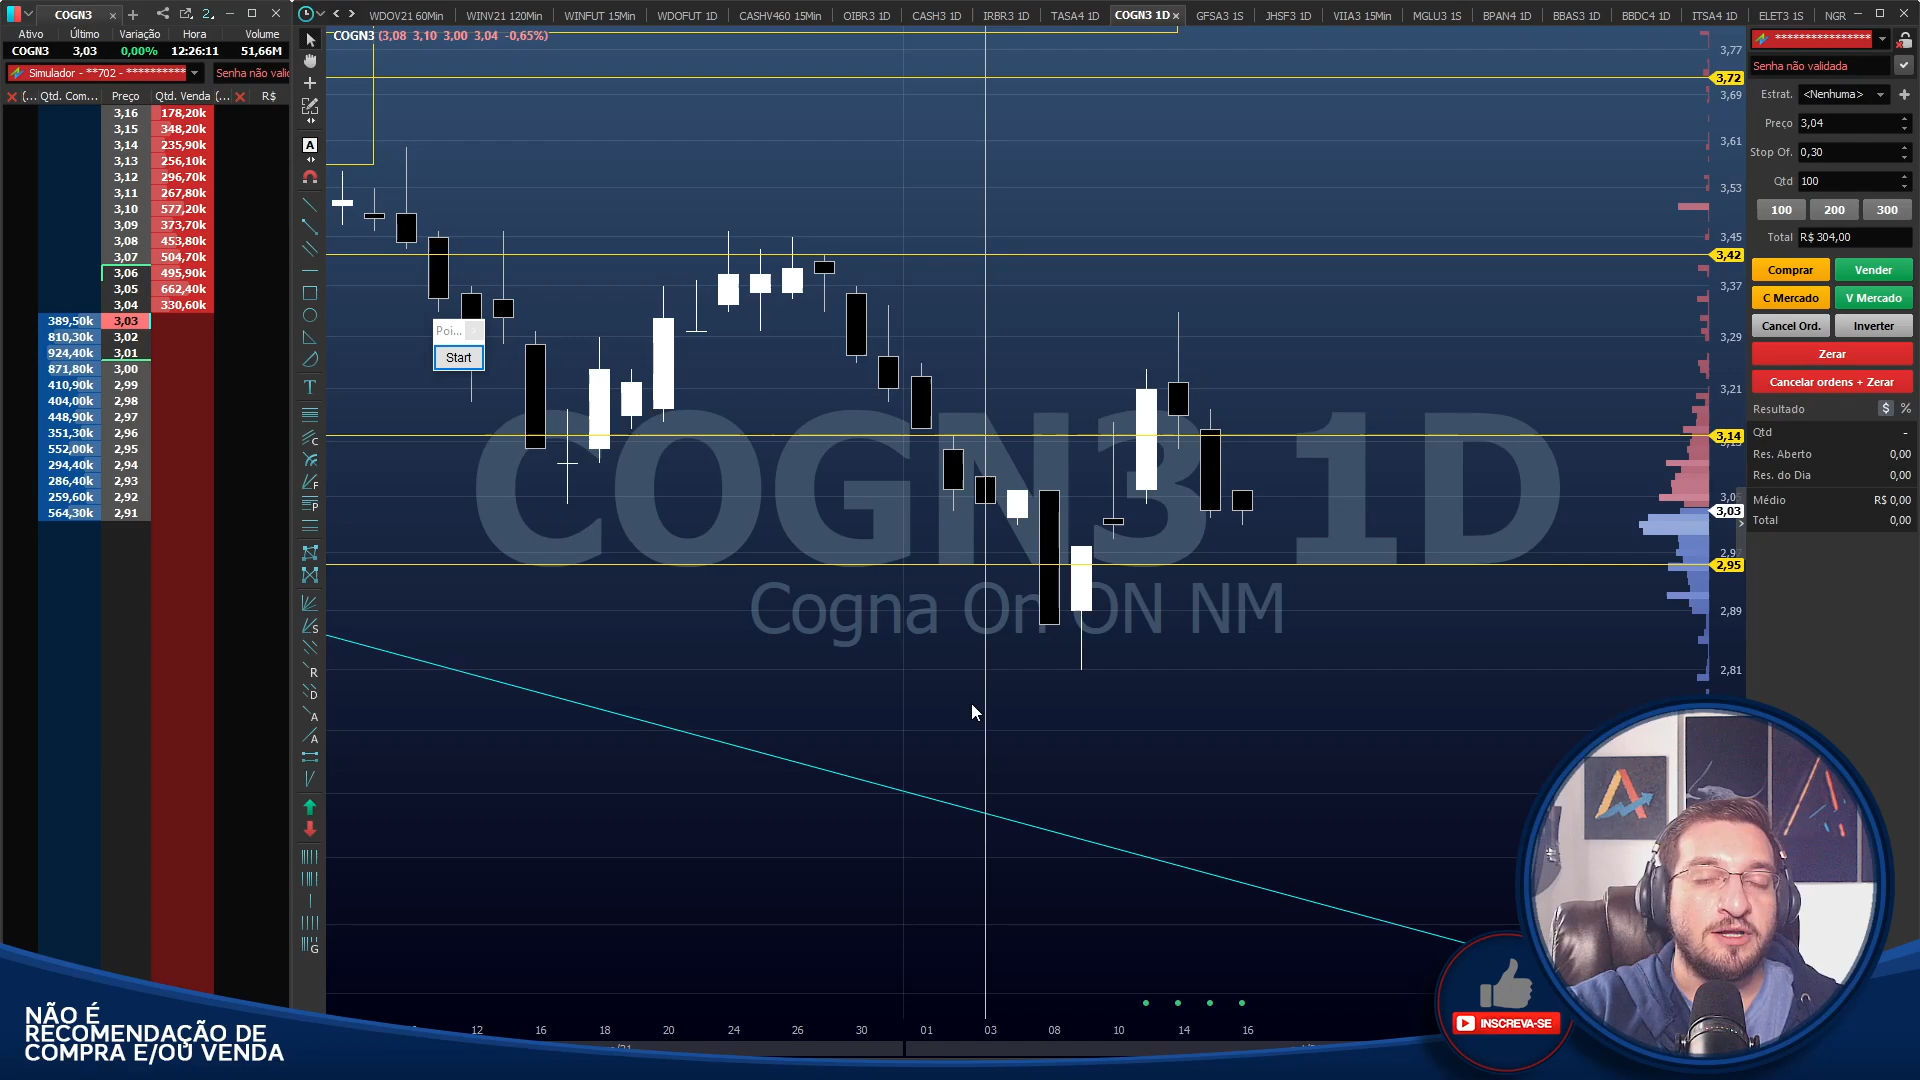 COGN3
Ativo Último Variação Hora Volume
COGN3 3,03 0,00% 12:26:11 51,66M
Simulador - **702 - ********** Senha não valid
(... Qtd. Com... Preço Qtd. Venda (... R$
3,16 178,20k
3,15 348,20k
3,14 235,90k
3,13 256,10k
3,12 296,70k
3,11 267,80k
3,10 577,20k
3,09 373,70k
3,08 453,80k
3,07 504,70k
3,06 495,90k
3,05 662,40k
3,04 330,60k
389,50k 3,03
810,30k 3,02
924,40k 3,01
871,80k 3,00
410,90k 2,99
404,00k 2,98
448,90k 2,97
351,30k 2,96
552,00k 2,95
294,40k 2,94
286,40k 2,93
259,60k 2,92
564,30k 2,91
WDOV21 60Min WINV21 120Min WINFUT 15Min WDOFUT 1D CASHV460 15Min OIBR3 1D CASH3 1D IRBR3 1D TASA4 1D COGN3 1D GFSA3 1S JHSF3 1D VIIA3 15Min MGLU3 1S BPAN4 1D BBAS3 1D BBDC4 1D ITSA4 1D ELET3 1S NGR
COGN3 (3,08 3,10 3,00 3,04 -0,65%)
Poi...
Start
COGN3 1D
Cogna On ON NM
3,77
3,72
3,69
3,61
3,53
3,45
3,42
3,37
3,29
3,21
3,14
3,03
2,95
2,89
2,81
12 16 18 20 24 26 30 01 03 08 10 14 16
****************
Senha não validada
Estrat. <Nenhuma>
Preço 3,04
Stop Of. 0,30
Qtd 100
100 200 300
Total R$ 304,00
Comprar Vender
C Mercado V Mercado
Cancel Ord. Inverter
Zerar
Cancelar ordens + Zerar
Resultado $ %
Qtd -
Res. Aberto 0,00
Res. do Dia 0,00
Médio R$ 0,00
Total 0,00
NÃO É
RECOMENDAÇÃO DE
COMPRA E/OU VENDA
INSCREVA-SE